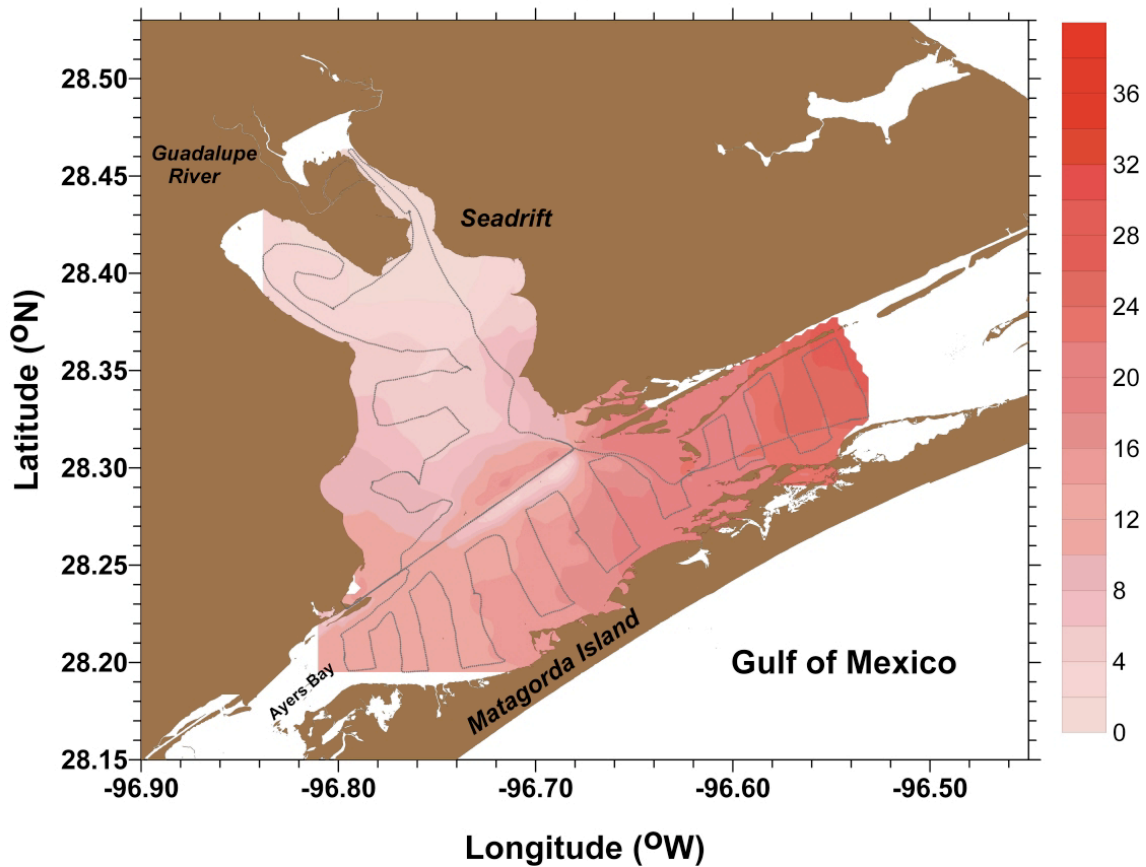 28.50
28.45
28.40
28.35
28.30
28.25
28.20
28.15
Latitude (ºN)
Guadalupe
River
Seadrift
Ayers Bay
Matagorda Island
Gulf of Mexico
-96.90 -96.80 -96.70 -96.60 -96.50
Longitude (ºW)
36
32
28
24
20
16
12
8
4
0